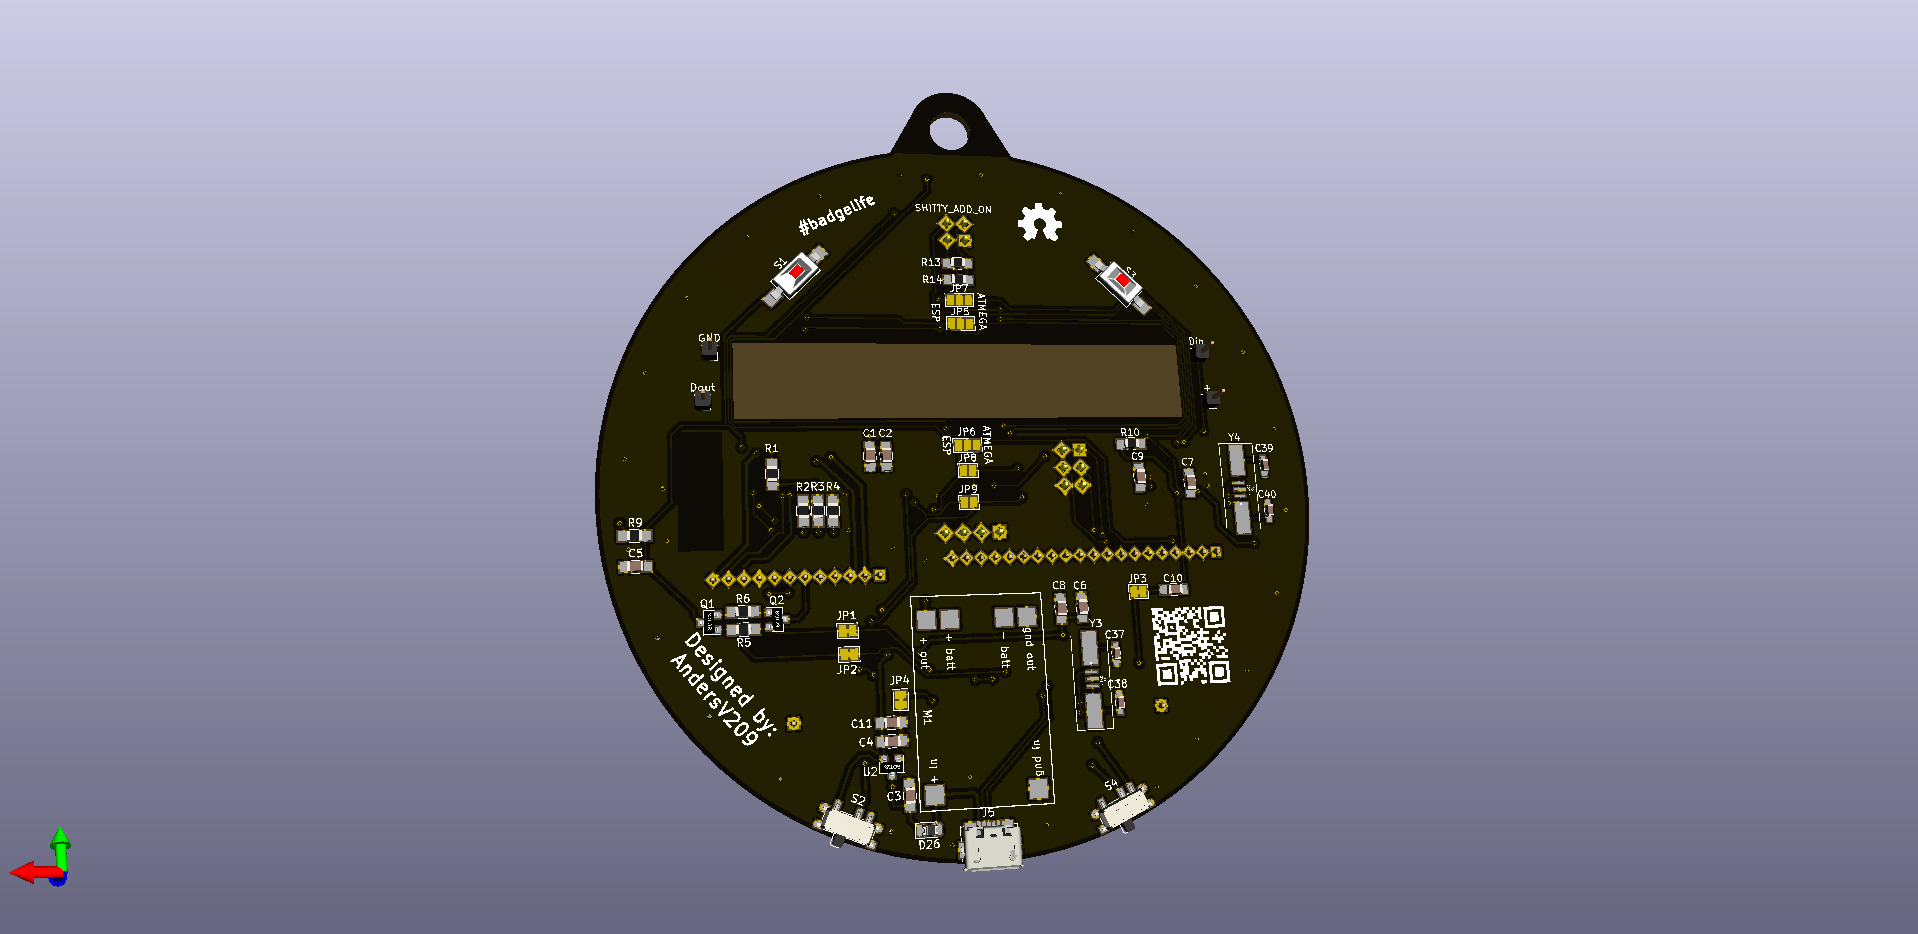 #badgelife
SHITTY_ADD_ON
S1
S3
R13
R14
JP7
ESP
ATMEGA
JP5
GND
Din
Dout
+
JP6
ESP
ATMEGA
C1 C2
R10
Y4
C39
R1
JP8
C9
C7
R2 R3 R4
JP9
C40
R9
C5
JP3
C10
C8 C6
R6
Q1
Q2
JP1
R5
JP2
Y3
C37
+ out
+ batt
- batt
gnd out
Designed by:
AndersV209
JP4
C38
M1
C11
C4
U2
in +
in gnd
C3
S2
S4
J5
D26